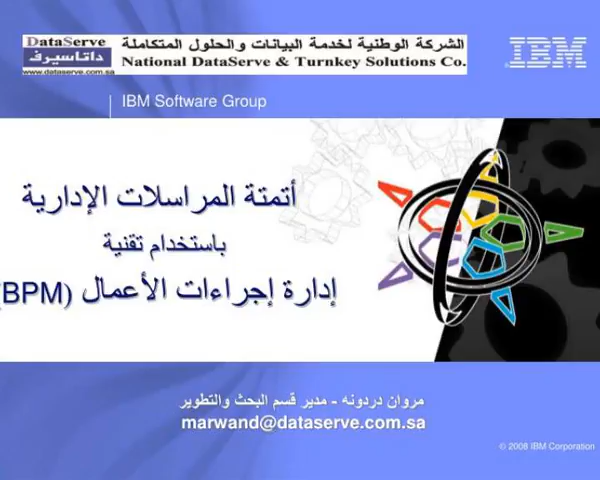 DataServe
داتاسيرف
www.dataserve.com.sa
الشركة الوطنية لخدمة البيانات والحلول المتكاملة
National DataServe & Turnkey Solutions Co.
IBM
IBM Software Group
أتمتة المراسلات الإدارية
باستخدام تقنية
إدارة إجراءات الأعمال (BPM)
مروان دردونه - مدير قسم البحث والتطوير
marwand@dataserve.com.sa
© 2008 IBM Corporation